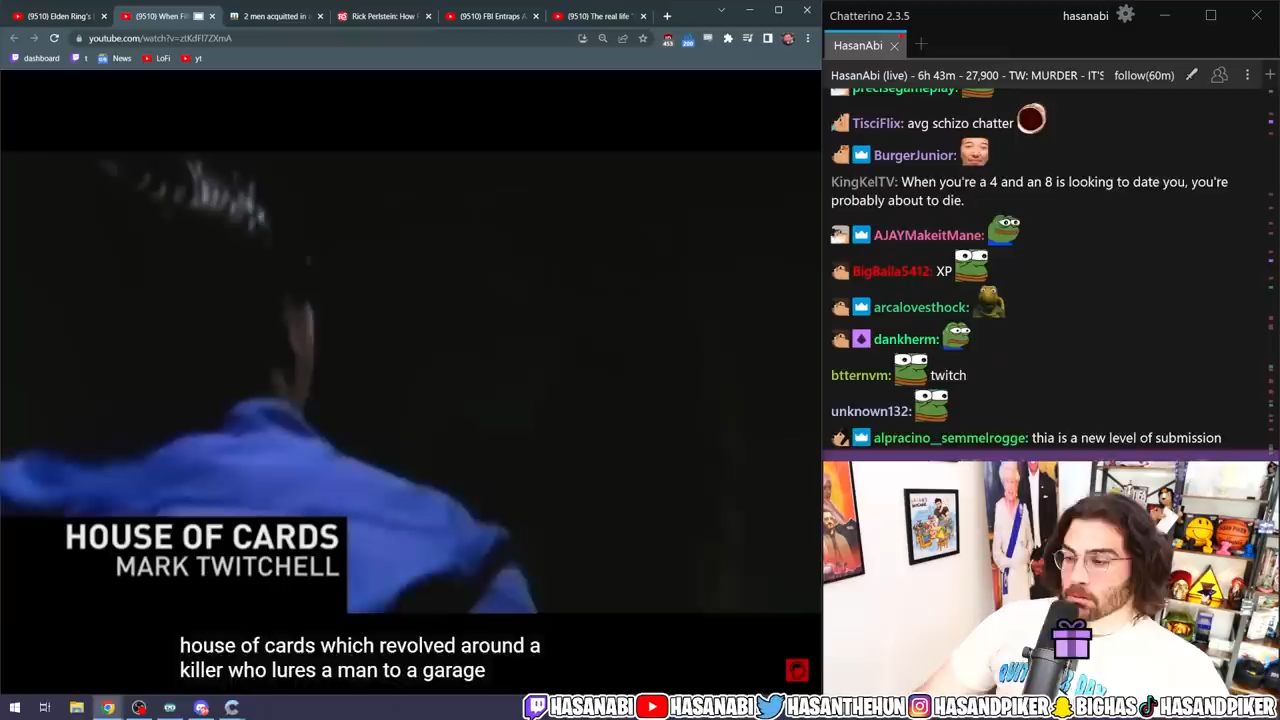 (9510) Elden Ring's
(9510) When Fil
2 men acquitted in
Rick Perlstein: How
(9510) FBI Entraps
(9510) The real life
youtube.com/watch?v=ztKdFl7ZXmA
453
200
dashboard
t
News
LoFi
yt
HOUSE OF CARDS
MARK TWITCHELL
house of cards which revolved around a
killer who lures a man to a garage
Chatterino 2.3.5
hasanabi
HasanAbi
HasanAbi (live) - 6h 43m - 27,900 - TW: MURDER - IT'S
follow(60m)
precisegameplay:
TisciFlix: avg schizo chatter
BurgerJunior:
KingKelTV: When you're a 4 and an 8 is looking to date you, you're
probably about to die.
AJAYMakeitMane:
BigBalla5412: XP
arcalovesthock:
dankherm:
btternvm: twitch
unknown132:
alpracino__semmelrogge: thia is a new level of submission
HASANABI HASANABI HASANTHEHUN HASANDPIKER BIGHAS HASANDPIKER